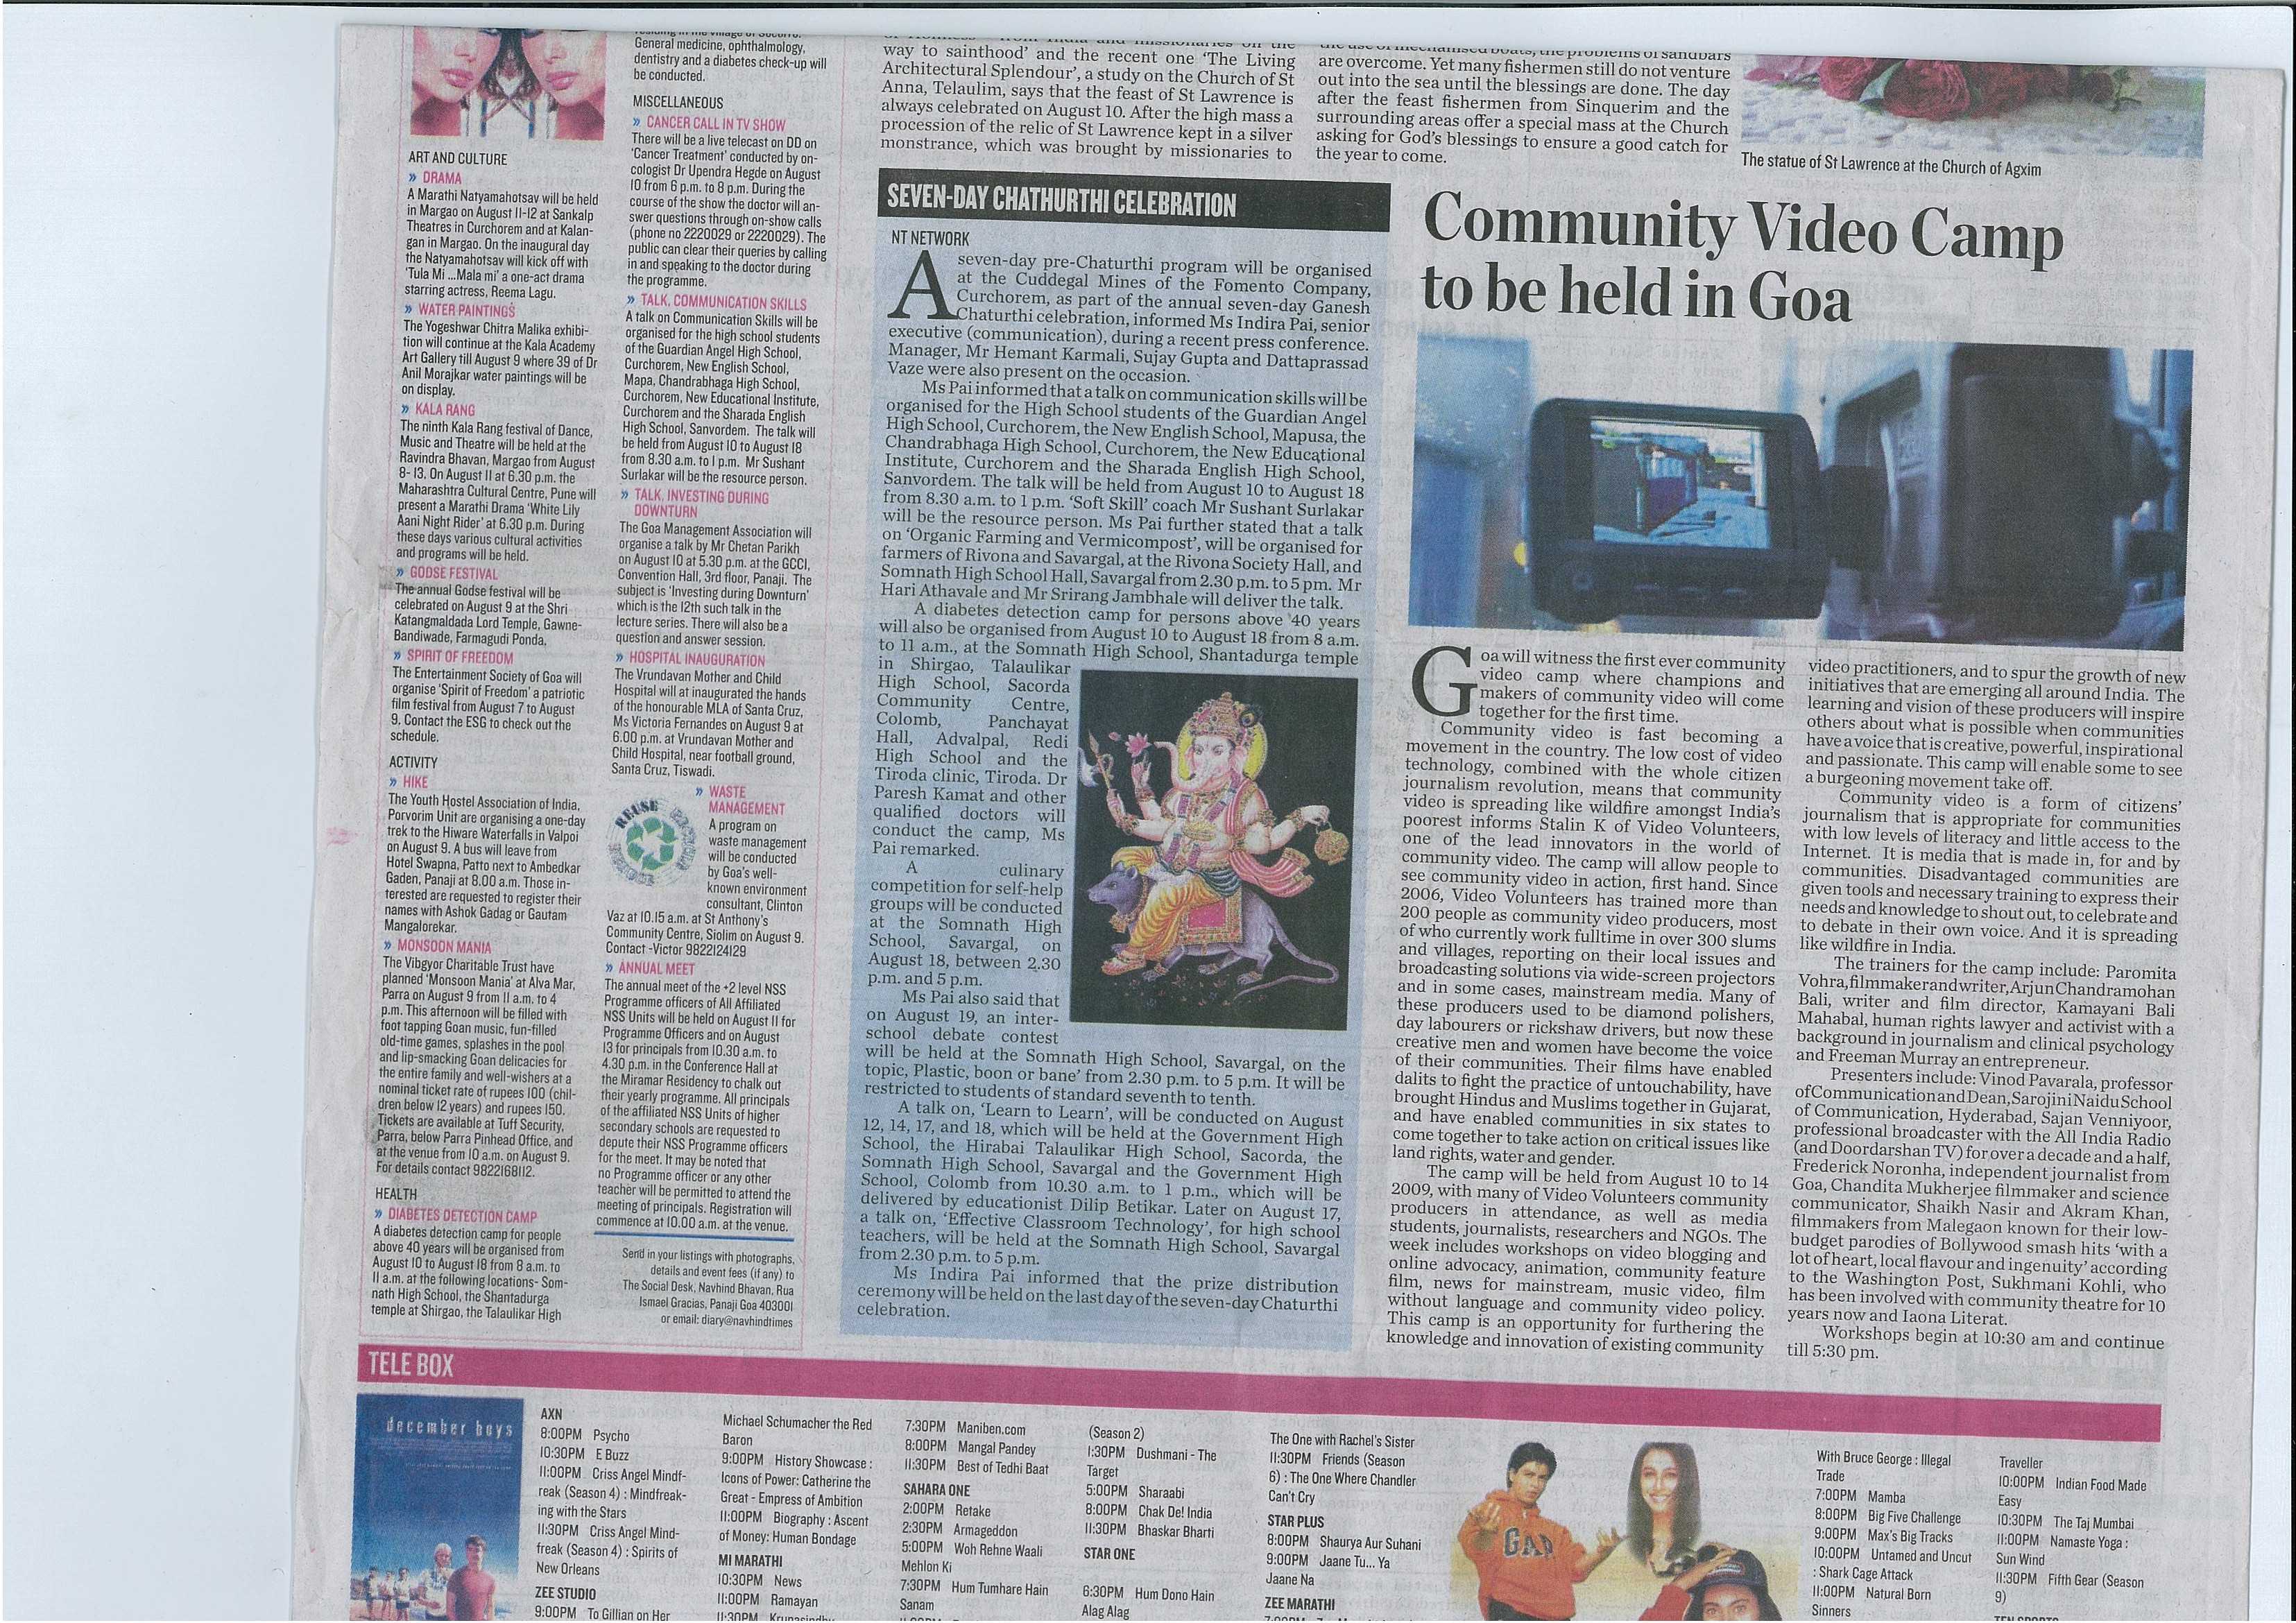 ART AND CULTURE
» DRAMA
A Marathi Natyamahotsav will be held
in Margao on August 11-12 at Sankalp
Theatres in Curchorem and at Kalan-
gan in Margao. On the inaugural day
the Natyamahotsav will kick off with
'Tula Mi ...Mala mi' a one-act drama
starring actress, Reema Lagu.
» WATER PAINTINGS
The Yogeshwar Chitra Malika exhibi-
tion will continue at the Kala Academy
Art Gallery till August 9 where 39 of Dr
Anil Morajkar water paintings will be
on display.
» KALA RANG
The ninth Kala Rang festival of Dance,
Music and Theatre will be held at the
Ravindra Bhavan, Margao from August
8- 13. On August 11 at 6.30 p.m. the
Maharashtra Cultural Centre, Pune will
present a Marathi Drama 'White Lily
Aani Night Rider' at 6.30 p.m. During
these days various cultural activities
and programs will be held.
» GODSE FESTIVAL
The annual Godse festival will be
celebrated on August 9 at the Shri
Katangmaldada Lord Temple, Gawne-
Bandiwade, Farmagudi Ponda.
» SPIRIT OF FREEDOM
The Entertainment Society of Goa will
organise 'Spirit of Freedom' a patriotic
film festival from August 7 to August
9. Contact the ESG to check out the
schedule.
ACTIVITY
» HIKE
The Youth Hostel Association of India,
Porvorim Unit are organising a one-day
trek to the Hiware Waterfalls in Valpoi
on August 9. A bus will leave from
Hotel Swapna, Patto next to Ambedkar
Gaden, Panaji at 8.00 a.m. Those in-
terested are requested to register their
names with Ashok Gadag or Gautam
Mangalorekar.
» MONSOON MANIA
The Vibgyor Charitable Trust have
planned 'Monsoon Mania' at Alva Mar,
Parra on August 9 from 11 a.m. to 4
p.m. This afternoon will be filled with
foot tapping Goan music, fun-filled
old-time games, splashes in the pool
and lip-smacking Goan delicacies for
the entire family and well-wishers at a
nominal ticket rate of rupees 100 (chil-
dren below 12 years) and rupees 150.
Tickets are available at Tuff Security,
Parra, below Parra Pinhead Office, and
at the venue from 10 a.m. on August 9.
For details contact 9822168112.
HEALTH
» DIABETES DETECTION CAMP
A diabetes detection camp for people
above 40 years will be organised from
August 10 to August 18 from 8 a.m. to
11 a.m. at the following locations- Som-
nath High School, the Shantadurga
temple at Shirgao, the Talaulikar High
residing in the village of Socorro.
General medicine, ophthalmology,
dentistry and a diabetes check-up will
be conducted.
MISCELLANEOUS
» CANCER CALL IN TV SHOW
There will be a live telecast on DD on
'Cancer Treatment' conducted by on-
cologist Dr Upendra Hegde on August
10 from 6 p.m. to 8 p.m. During the
course of the show the doctor will an-
swer questions through on-show calls
(phone no 2220029 or 2220029). The
public can clear their queries by calling
in and speaking to the doctor during
the programme.
» TALK, COMMUNICATION SKILLS
A talk on Communication Skills will be
organised for the high school students
of the Guardian Angel High School,
Curchorem, New English School,
Mapa, Chandrabhaga High School,
Curchorem, New Educational Institute,
Curchorem and the Sharada English
High School, Sanvordem. The talk will
be held from August 10 to August 18
from 8.30 a.m. to 1 p.m. Mr Sushant
Surlakar will be the resource person.
» TALK, INVESTING DURING
DOWNTURN
The Goa Management Association will
organise a talk by Mr Chetan Parikh
on August 10 at 5.30 p.m. at the GCCI,
Convention Hall, 3rd floor, Panaji. The
subject is 'Investing during Downturn'
which is the 12th such talk in the
lecture series. There will also be a
question and answer session.
» HOSPITAL INAUGURATION
The Vrundavan Mother and Child
Hospital will at inaugurated the hands
of the honourable MLA of Santa Cruz,
Ms Victoria Fernandes on August 9 at
6.00 p.m. at Vrundavan Mother and
Child Hospital, near football ground,
Santa Cruz, Tiswadi.
REUSE
» WASTE
MANAGEMENT
A program on
waste management
will be conducted
by Goa's well-
known environment
consultant, Clinton
Vaz at 10.15 a.m. at St Anthony's
Community Centre, Siolim on August 9.
Contact -Victor 9822124129
» ANNUAL MEET
The annual meet of the +2 level NSS
Programme officers of All Affiliated
NSS Units will be held on August 11 for
Programme Officers and on August
13 for principals from 10.30 a.m. to
4.30 p.m. in the Conference Hall at
the Miramar Residency to chalk out
their yearly programme. All principals
of the affiliated NSS Units of higher
secondary schools are requested to
depute their NSS Programme officers
for the meet. It may be noted that
no Programme officer or any other
teacher will be permitted to attend the
meeting of principals. Registration will
commence at 10.00 a.m. at the venue.
Send in your listings with photographs,
details and event fees (if any) to
The Social Desk, Navhind Bhavan, Rua
Ismael Gracias, Panaji Goa 403001
or email: diary@navhindtimes
way to sainthood' and the recent one 'The Living
Architectural Splendour', a study on the Church of St
Anna, Telaulim, says that the feast of St Lawrence is
always celebrated on August 10. After the high mass a
procession of the relic of St Lawrence kept in a silver
monstrance, which was brought by missionaries to
the use of mechanised boats, the problems of sandbars
are overcome. Yet many fishermen still do not venture
out into the sea until the blessings are done. The day
after the feast fishermen from Sinquerim and the
surrounding areas offer a special mass at the Church
asking for God's blessings to ensure a good catch for
the year to come.
The statue of St Lawrence at the Church of Agxim
SEVEN-DAY CHATHURTHI CELEBRATION
NT NETWORK
A seven-day pre-Chaturthi program will be organised
at the Cuddegal Mines of the Fomento Company,
Curchorem, as part of the annual seven-day Ganesh
Chaturthi celebration, informed Ms Indira Pai, senior
executive (communication), during a recent press conference.
Manager, Mr Hemant Karmali, Sujay Gupta and Dattaprassad
Vaze were also present on the occasion.
Ms Pai informed that a talk on communication skills will be
organised for the High School students of the Guardian Angel
High School, Curchorem, the New English School, Mapusa, the
Chandrabhaga High School, Curchorem, the New Educational
Institute, Curchorem and the Sharada English High School,
Sanvordem. The talk will be held from August 10 to August 18
from 8.30 a.m. to 1 p.m. 'Soft Skill' coach Mr Sushant Surlakar
will be the resource person. Ms Pai further stated that a talk
on 'Organic Farming and Vermicompost', will be organised for
farmers of Rivona and Savargal, at the Rivona Society Hall, and
Somnath High School Hall, Savargal from 2.30 p.m. to 5 pm. Mr
Hari Athavale and Mr Srirang Jambhale will deliver the talk.
A diabetes detection camp for persons above '40 years
will also be organised from August 10 to August 18 from 8 a.m.
to 11 a.m., at the Somnath High School, Shantadurga temple
in Shirgao, Talaulikar
High School, Sacorda
Community Centre,
Colomb, Panchayat
Hall, Advalpal, Redi
High School and the
Tiroda clinic, Tiroda. Dr
Paresh Kamat and other
qualified doctors will
conduct the camp, Ms
Pai remarked.
A culinary
competition for self-help
groups will be conducted
at the Somnath High
School, Savargal, on
August 18, between 2.30
p.m. and 5 p.m.
Ms Pai also said that
on August 19, an inter-
school debate contest
will be held at the Somnath High School, Savargal, on the
topic, Plastic, boon or bane' from 2.30 p.m. to 5 p.m. It will be
restricted to students of standard seventh to tenth.
A talk on, 'Learn to Learn', will be conducted on August
12, 14, 17, and 18, which will be held at the Government High
School, the Hirabai Talaulikar High School, Sacorda, the
Somnath High School, Savargal and the Government High
School, Colomb from 10.30 a.m. to 1 p.m., which will be
delivered by educationist Dilip Betikar. Later on August 17,
a talk on, 'Effective Classroom Technology', for high school
teachers, will be held at the Somnath High School, Savargal
from 2.30 p.m. to 5 p.m.
Ms Indira Pai informed that the prize distribution
ceremony will be held on the last day of the seven-day Chaturthi
celebration.
Community Video Camp
to be held in Goa
Goa will witness the first ever community
video camp where champions and
makers of community video will come
together for the first time.
Community video is fast becoming a
movement in the country. The low cost of video
technology, combined with the whole citizen
journalism revolution, means that community
video is spreading like wildfire amongst India's
poorest informs Stalin K of Video Volunteers,
one of the lead innovators in the world of
community video. The camp will allow people to
see community video in action, first hand. Since
2006, Video Volunteers has trained more than
200 people as community video producers, most
of who currently work fulltime in over 300 slums
and villages, reporting on their local issues and
broadcasting solutions via wide-screen projectors
and in some cases, mainstream media. Many of
these producers used to be diamond polishers,
day labourers or rickshaw drivers, but now these
creative men and women have become the voice
of their communities. Their films have enabled
dalits to fight the practice of untouchability, have
brought Hindus and Muslims together in Gujarat,
and have enabled communities in six states to
come together to take action on critical issues like
land rights, water and gender.
The camp will be held from August 10 to 14
2009, with many of Video Volunteers community
producers in attendance, as well as media
students, journalists, researchers and NGOs. The
week includes workshops on video blogging and
online advocacy, animation, community feature
film, news for mainstream, music video, film
without language and community video policy.
This camp is an opportunity for furthering the
knowledge and innovation of existing community
video practitioners, and to spur the growth of new
initiatives that are emerging all around India. The
learning and vision of these producers will inspire
others about what is possible when communities
have a voice that is creative, powerful, inspirational
and passionate. This camp will enable some to see
a burgeoning movement take off.
Community video is a form of citizens'
journalism that is appropriate for communities
with low levels of literacy and little access to the
Internet. It is media that is made in, for and by
communities. Disadvantaged communities are
given tools and necessary training to express their
needs and knowledge to shout out, to celebrate and
to debate in their own voice. And it is spreading
like wildfire in India.
The trainers for the camp include: Paromita
Vohra, filmmaker and writer, Arjun Chandramohan
Bali, writer and film director, Kamayani Bali
Mahabal, human rights lawyer and activist with a
background in journalism and clinical psychology
and Freeman Murray an entrepreneur.
Presenters include: Vinod Pavarala, professor
of Communication and Dean, Sarojini Naidu School
of Communication, Hyderabad, Sajan Venniyoor,
professional broadcaster with the All India Radio
(and Doordarshan TV) for over a decade and a half,
Frederick Noronha, independent journalist from
Goa, Chandita Mukherjee filmmaker and science
communicator, Shaikh Nasir and Akram Khan,
filmmakers from Malegaon known for their low-
budget parodies of Bollywood smash hits 'with a
lot of heart, local flavour and ingenuity' according
to the Washington Post, Sukhmani Kohli, who
has been involved with community theatre for 10
years now and Iaona Literat.
Workshops begin at 10:30 am and continue
till 5:30 pm.
TELE BOX
december boys
AXN
8:00PM Psycho
10:30PM E Buzz
11:00PM Criss Angel Mindf-
reak (Season 4) : Mindfreak-
ing with the Stars
11:30PM Criss Angel Mind-
freak (Season 4) : Spirits of
New Orleans
ZEE STUDIO
9:00PM To Gillian on Her
Michael Schumacher the Red
Baron
9:00PM History Showcase :
Icons of Power: Catherine the
Great - Empress of Ambition
11:00PM Biography : Ascent
of Money: Human Bondage
MI MARATHI
10:30PM News
11:00PM Ramayan
11:30PM Krupasindhu
7:30PM Maniben.com
8:00PM Mangal Pandey
11:30PM Best of Tedhi Baat
SAHARA ONE
2:00PM Retake
2:30PM Armageddon
5:00PM Woh Rehne Waali
Mehlon Ki
7:30PM Hum Tumhare Hain
Sanam
(Season 2)
1:30PM Dushmani - The
Target
5:00PM Sharaabi
8:00PM Chak De! India
11:30PM Bhaskar Bharti
STAR ONE
6:30PM Hum Dono Hain
Alag Alag
The One with Rachel's Sister
11:30PM Friends (Season
6) : The One Where Chandler
Can't Cry
STAR PLUS
8:00PM Shaurya Aur Suhani
9:00PM Jaane Tu... Ya
Jaane Na
ZEE MARATHI
GAP
With Bruce George : Illegal
Trade
7:00PM Mamba
8:00PM Big Five Challenge
9:00PM Max's Big Tracks
10:00PM Untamed and Uncut
: Shark Cage Attack
11:00PM Natural Born
Sinners
Traveller
10:00PM Indian Food Made
Easy
10:30PM The Taj Mumbai
11:00PM Namaste Yoga :
Sun Wind
11:30PM Fifth Gear (Season
9)
TEN SPORTS